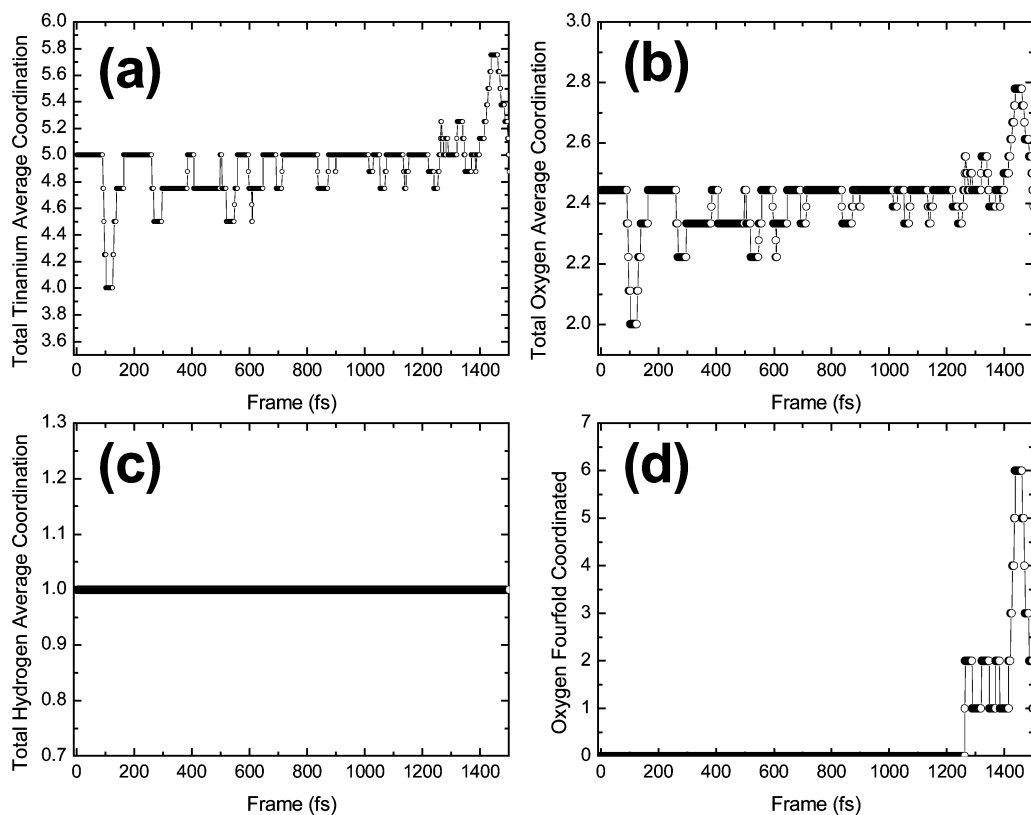 (a)
Total Tinanium Average Coordination
6.0
5.8
5.6
5.4
5.2
5.0
4.8
4.6
4.4
4.2
4.0
3.8
3.6
0 200 400 600 800 1000 1200 1400
Frame (fs)
(b)
Total Oxygen Average Coordination
3.0
2.8
2.6
2.4
2.2
2.0
0 200 400 600 800 1000 1200 1400
Frame (fs)
(c)
Total Hydrogen Average Coordination
1.3
1.2
1.1
1.0
0.9
0.8
0.7
0 200 400 600 800 1000 1200 1400
Frame (fs)
(d)
Oxygen Fourfold Coordinated
7
6
5
4
3
2
1
0
0 200 400 600 800 1000 1200 1400
Frame (fs)